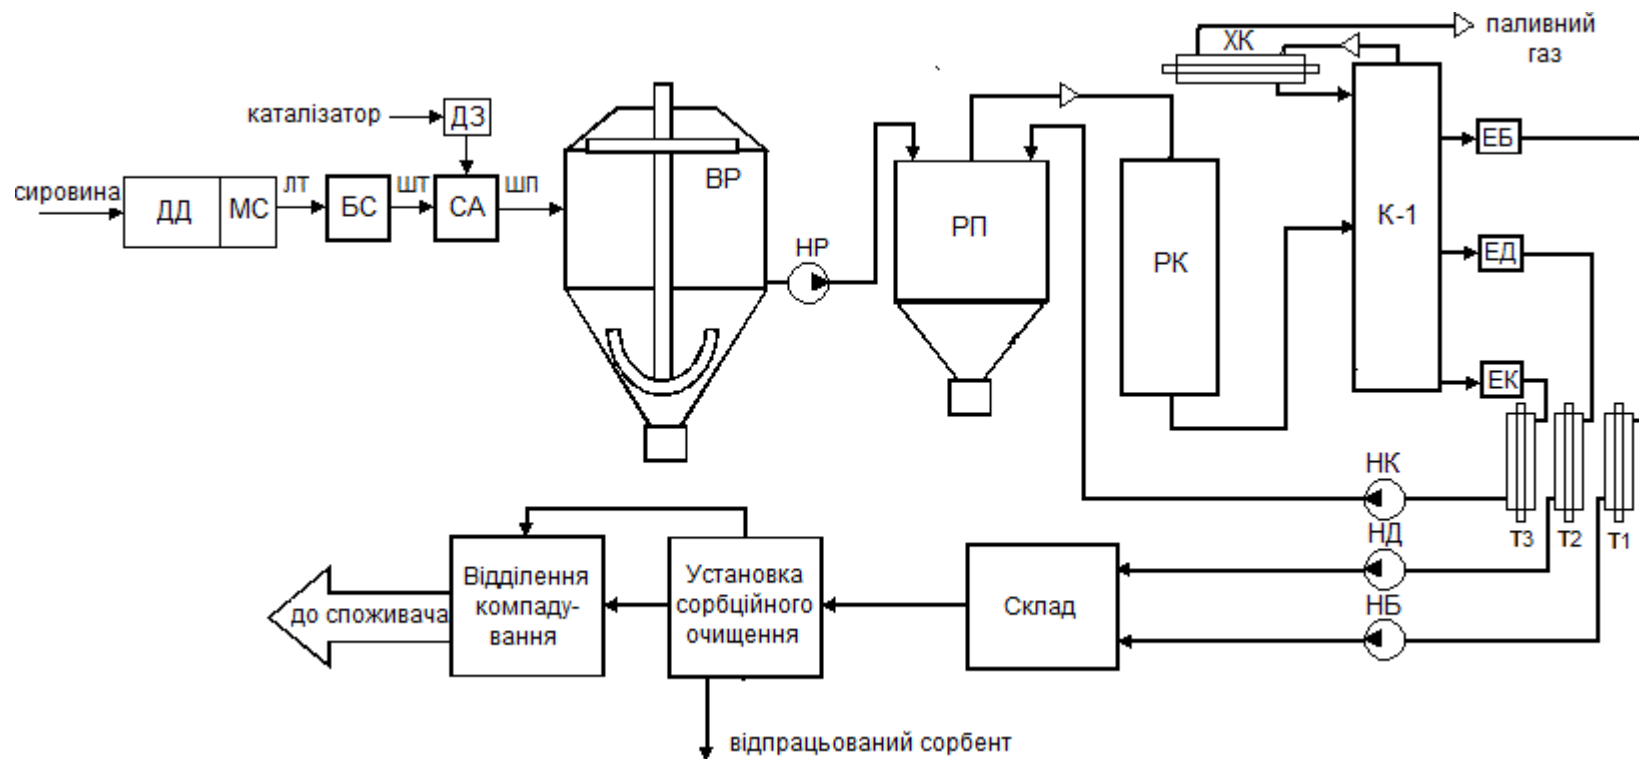 паливний
газ
ХК
каталізатор
ДЗ
ЕБ
сировина
ДД
МС
ЛТ
БС
ШТ
СА
ШП
ВР
НР
РП
РК
К-1
ЕД
ЕК
НК
Т3
Т2
Т1
НД
НБ
Склад
Установка
сорбційного
очищення
Відділення
компаду-
вання
до споживача
відпрацьований сорбент